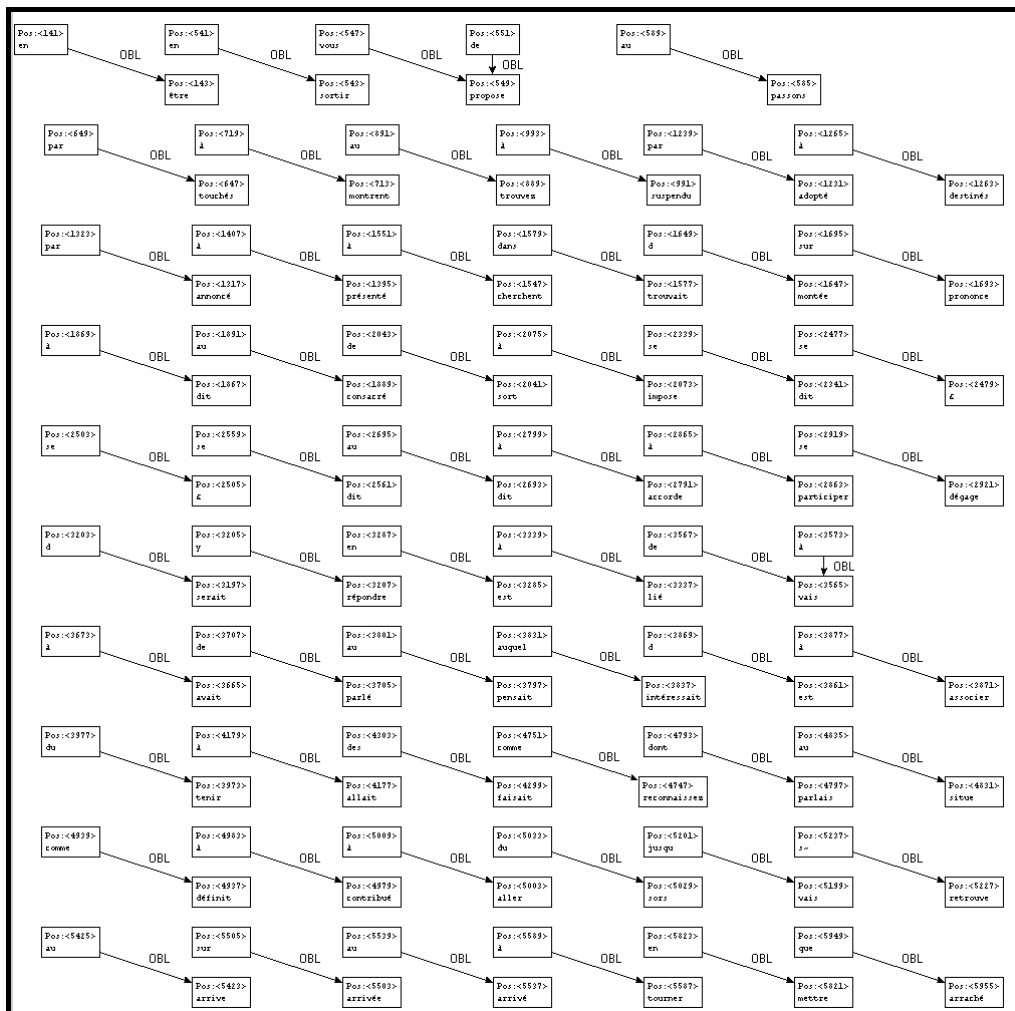 Pos:<141> Pos:<541> Pos:<547> Pos:<551> Pos:<589>
en en vous de au
OBL OBL OBL OBL OBL
Pos:<143> Pos:<543> Pos:<549> Pos:<585>
être sortir propose passons
Pos:<649> Pos:<719> Pos:<891> Pos:<993> Pos:<1239> Pos:<1265>
par à au à par à
OBL OBL OBL OBL OBL OBL
Pos:<647> Pos:<713> Pos:<889> Pos:<991> Pos:<1231> Pos:<1263>
touchés montrent trouvez suspendu adopté destinés
Pos:<1323> Pos:<1407> Pos:<1551> Pos:<1579> Pos:<1649> Pos:<1695>
par à à dans d sur
OBL OBL OBL OBL OBL OBL
Pos:<1317> Pos:<1395> Pos:<1547> Pos:<1577> Pos:<1647> Pos:<1693>
annoncé présenté cherchent trouvait montée prononce
Pos:<1869> Pos:<1891> Pos:<2043> Pos:<2075> Pos:<2339> Pos:<2477>
à au de à se se
OBL OBL OBL OBL OBL OBL
Pos:<1867> Pos:<1889> Pos:<2041> Pos:<2073> Pos:<2341> Pos:<2479>
dit consacré sort impose dit &
Pos:<2503> Pos:<2559> Pos:<2695> Pos:<2799> Pos:<2865> Pos:<2919>
se se au à à se
OBL OBL OBL OBL OBL OBL
Pos:<2505> Pos:<2561> Pos:<2693> Pos:<2791> Pos:<2863> Pos:<2921>
& dit dit accorde participer dégage
Pos:<3203> Pos:<3205> Pos:<3287> Pos:<3339> Pos:<3567> Pos:<3573>
d y en à de à
OBL OBL OBL OBL OBL OBL
Pos:<3197> Pos:<3207> Pos:<3285> Pos:<3337> Pos:<3565>
serait répondre est lié vais
Pos:<3673> Pos:<3707> Pos:<3801> Pos:<3831> Pos:<3869> Pos:<3877>
à de au auquel d à
OBL OBL OBL OBL OBL OBL
Pos:<3665> Pos:<3705> Pos:<3797> Pos:<3837> Pos:<3861> Pos:<3871>
avait parlé pensait intéressait est associer
Pos:<3977> Pos:<4179> Pos:<4303> Pos:<4751> Pos:<4793> Pos:<4835>
du à des comme dont au
OBL OBL OBL OBL OBL OBL
Pos:<3973> Pos:<4177> Pos:<4299> Pos:<4747> Pos:<4797> Pos:<4831>
tenir allait faisait reconnaissez parlais situe
Pos:<4939> Pos:<4983> Pos:<5009> Pos:<5033> Pos:<5201> Pos:<5237>
comme à à du jusqu s~
OBL OBL OBL OBL OBL OBL
Pos:<4937> Pos:<4979> Pos:<5003> Pos:<5029> Pos:<5199> Pos:<5227>
définit contribué aller sors vais retrouve
Pos:<5425> Pos:<5505> Pos:<5539> Pos:<5589> Pos:<5823> Pos:<5949>
au sur au à en que
OBL OBL OBL OBL OBL OBL
Pos:<5423> Pos:<5503> Pos:<5537> Pos:<5587> Pos:<5821> Pos:<5955>
arrive arrivée arrivé tourner mettre arraché